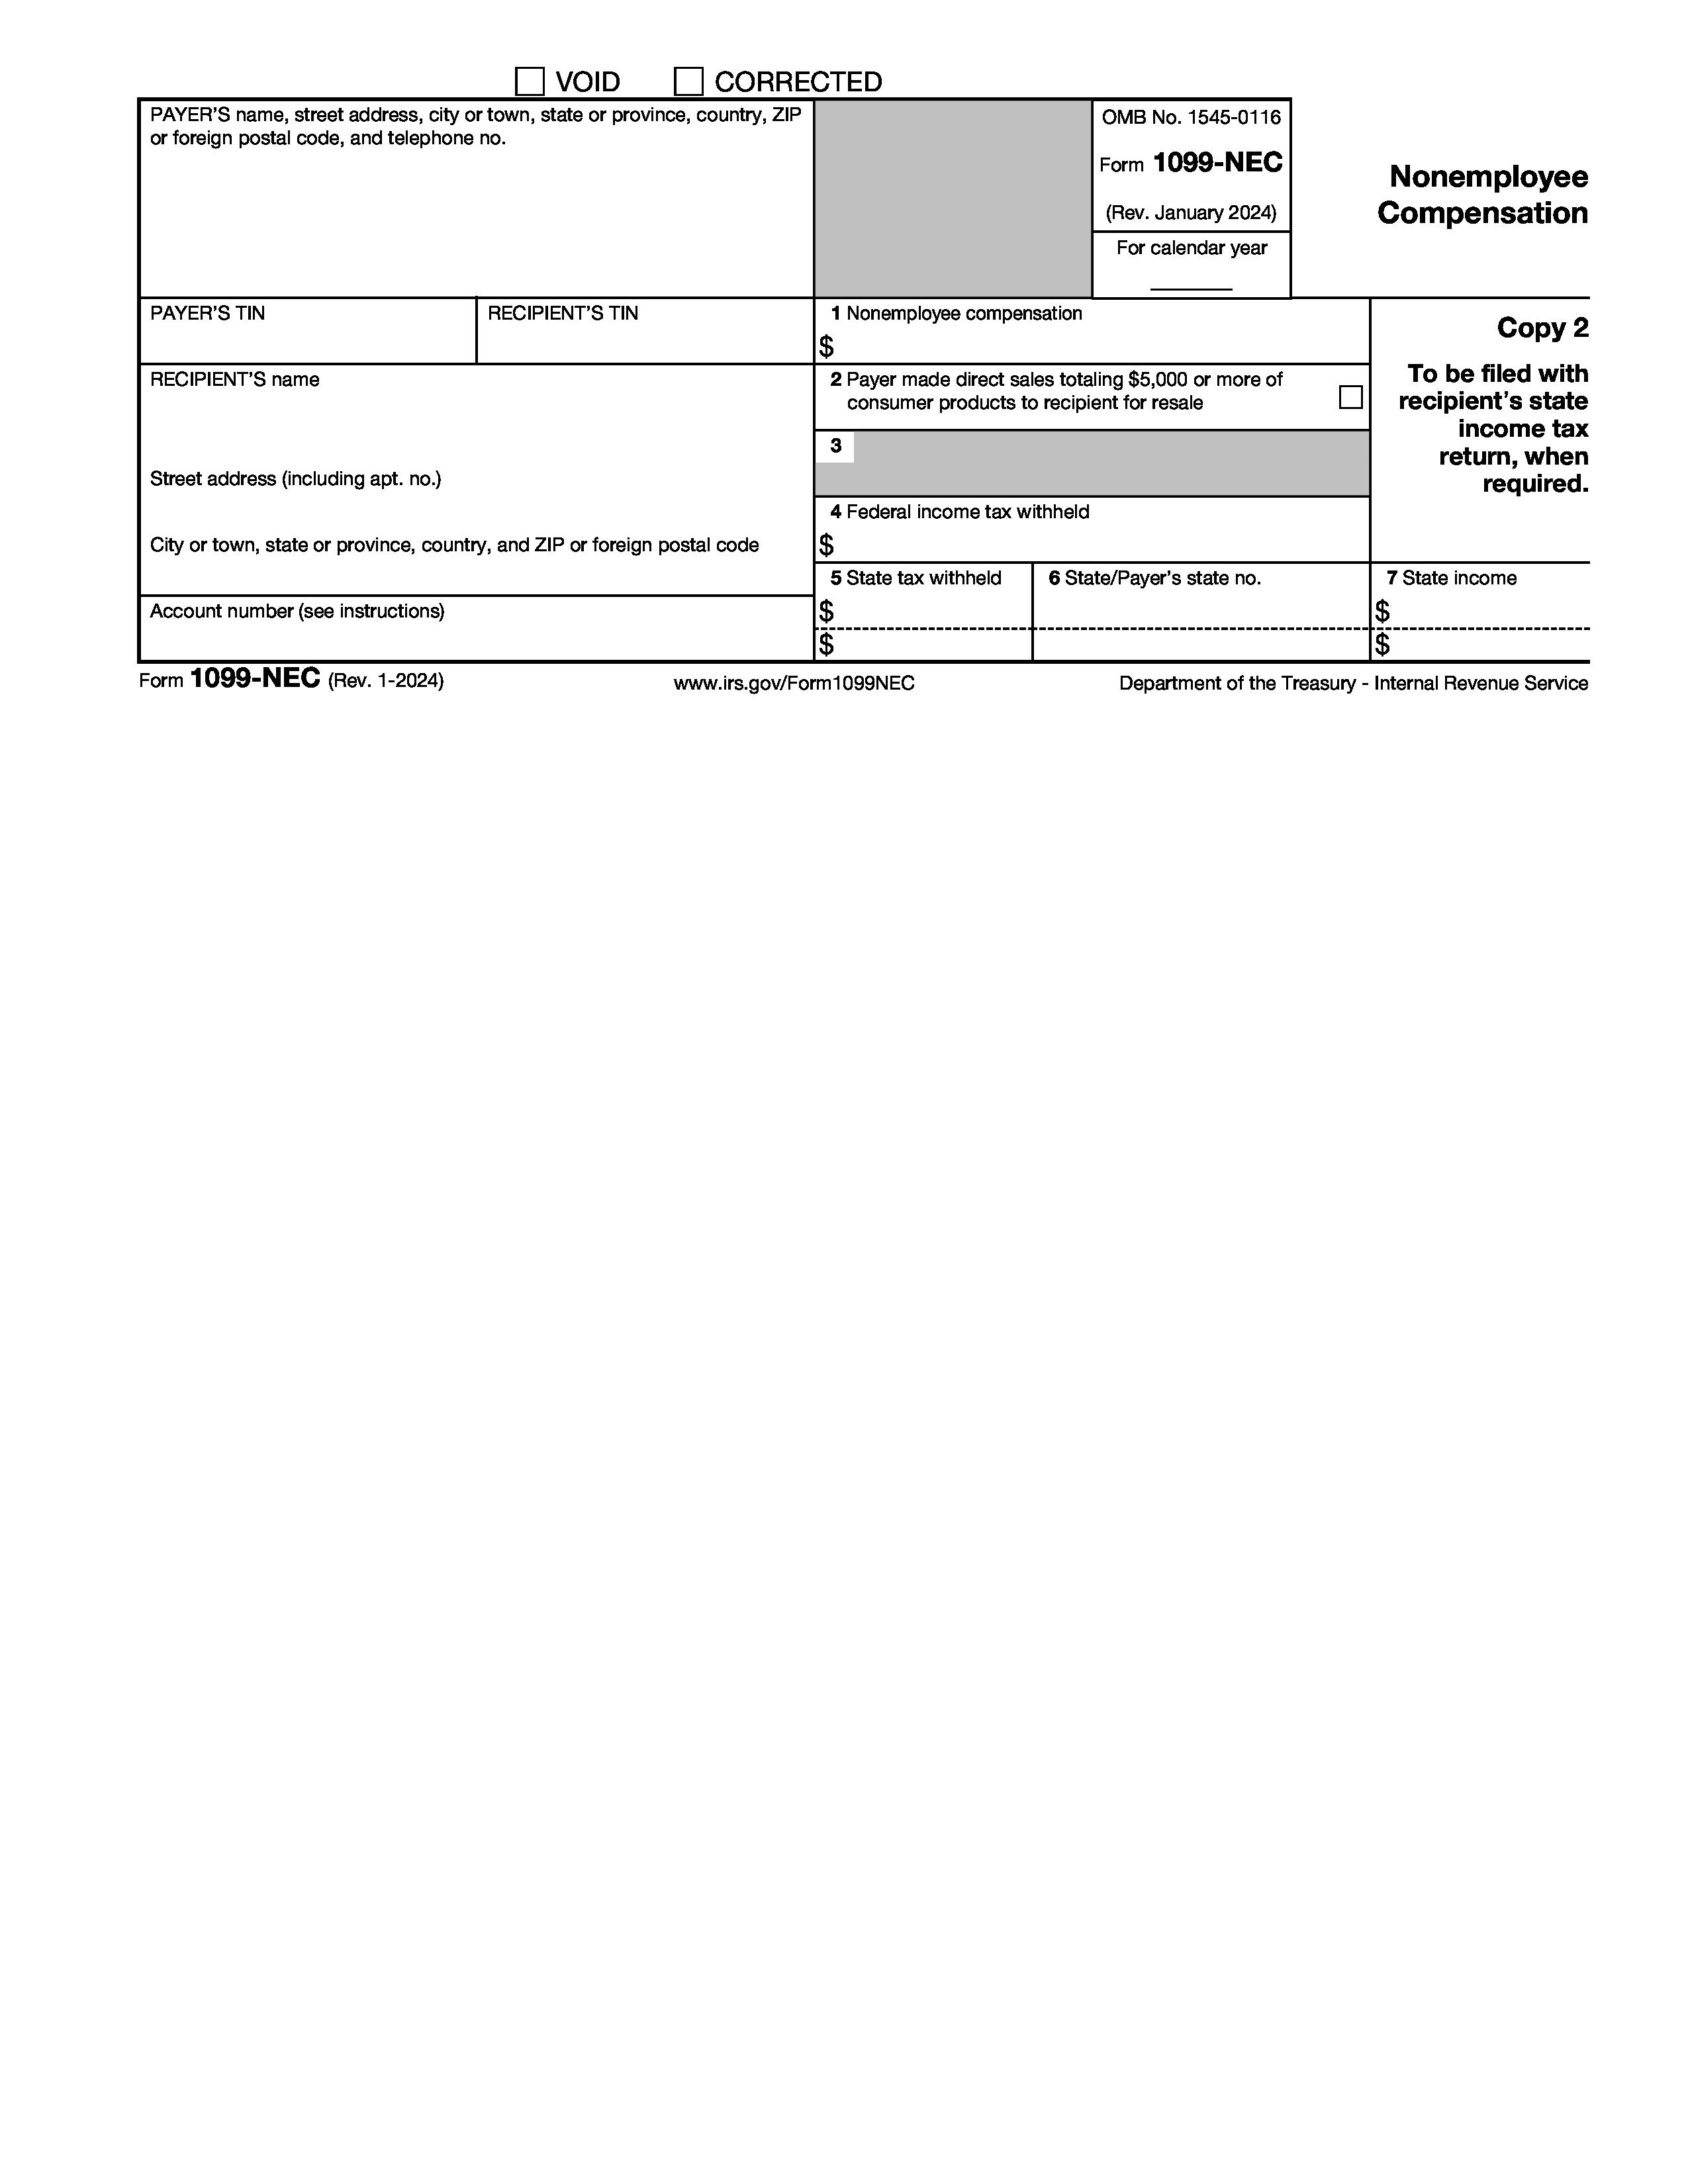 VOID CORRECTED
PAYER'S name, street address, city or town, state or province, country, ZIP
or foreign postal code, and telephone no.
OMB No. 1545-0116
Form 1099-NEC
(Rev. January 2024)
For calendar year
Nonemployee
Compensation
PAYER'S TIN
RECIPIENT'S TIN
1 Nonemployee compensation
$
Copy 2
To be filed with
recipient's state
income tax
return, when
required.
RECIPIENT'S name
2 Payer made direct sales totaling $5,000 or more of
consumer products to recipient for resale
3
Street address (including apt. no.)
4 Federal income tax withheld
$
City or town, state or province, country, and ZIP or foreign postal code
5 State tax withheld
$
$
6 State/Payer's state no.
7 State income
$
$
Account number (see instructions)
Form 1099-NEC (Rev. 1-2024)
www.irs.gov/Form1099NEC
Department of the Treasury - Internal Revenue Service